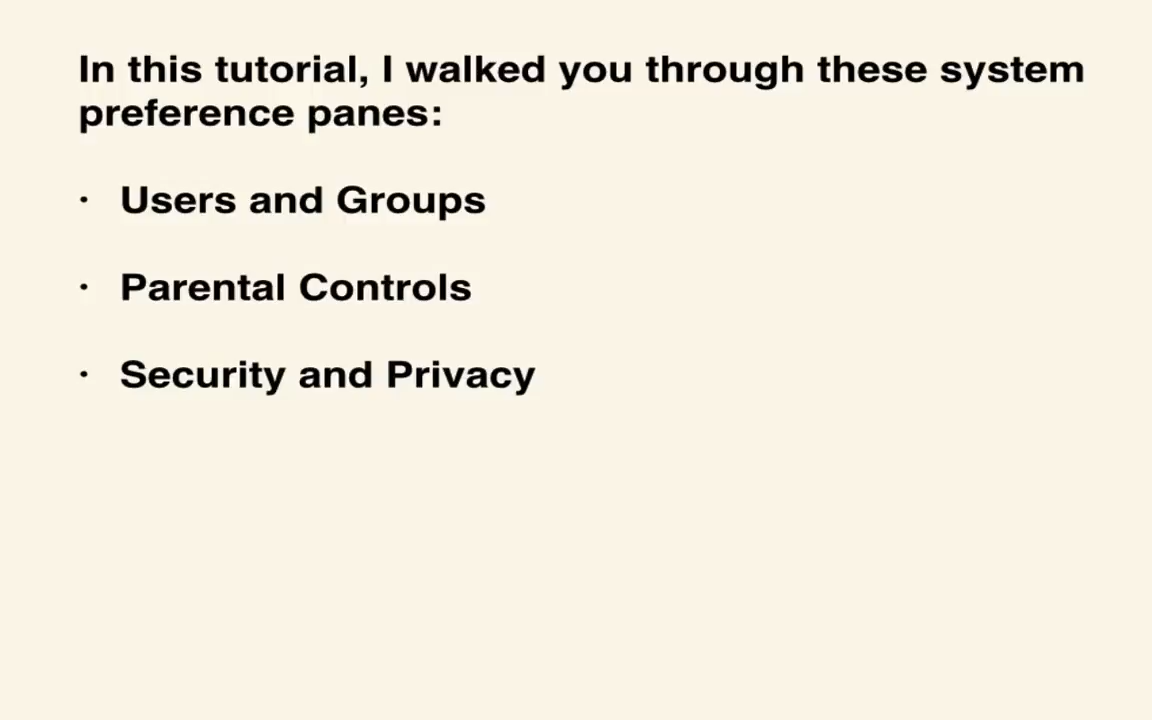 In this tutorial, I walked you through these system
preference panes:
· Users and Groups
· Parental Controls
· Security and Privacy